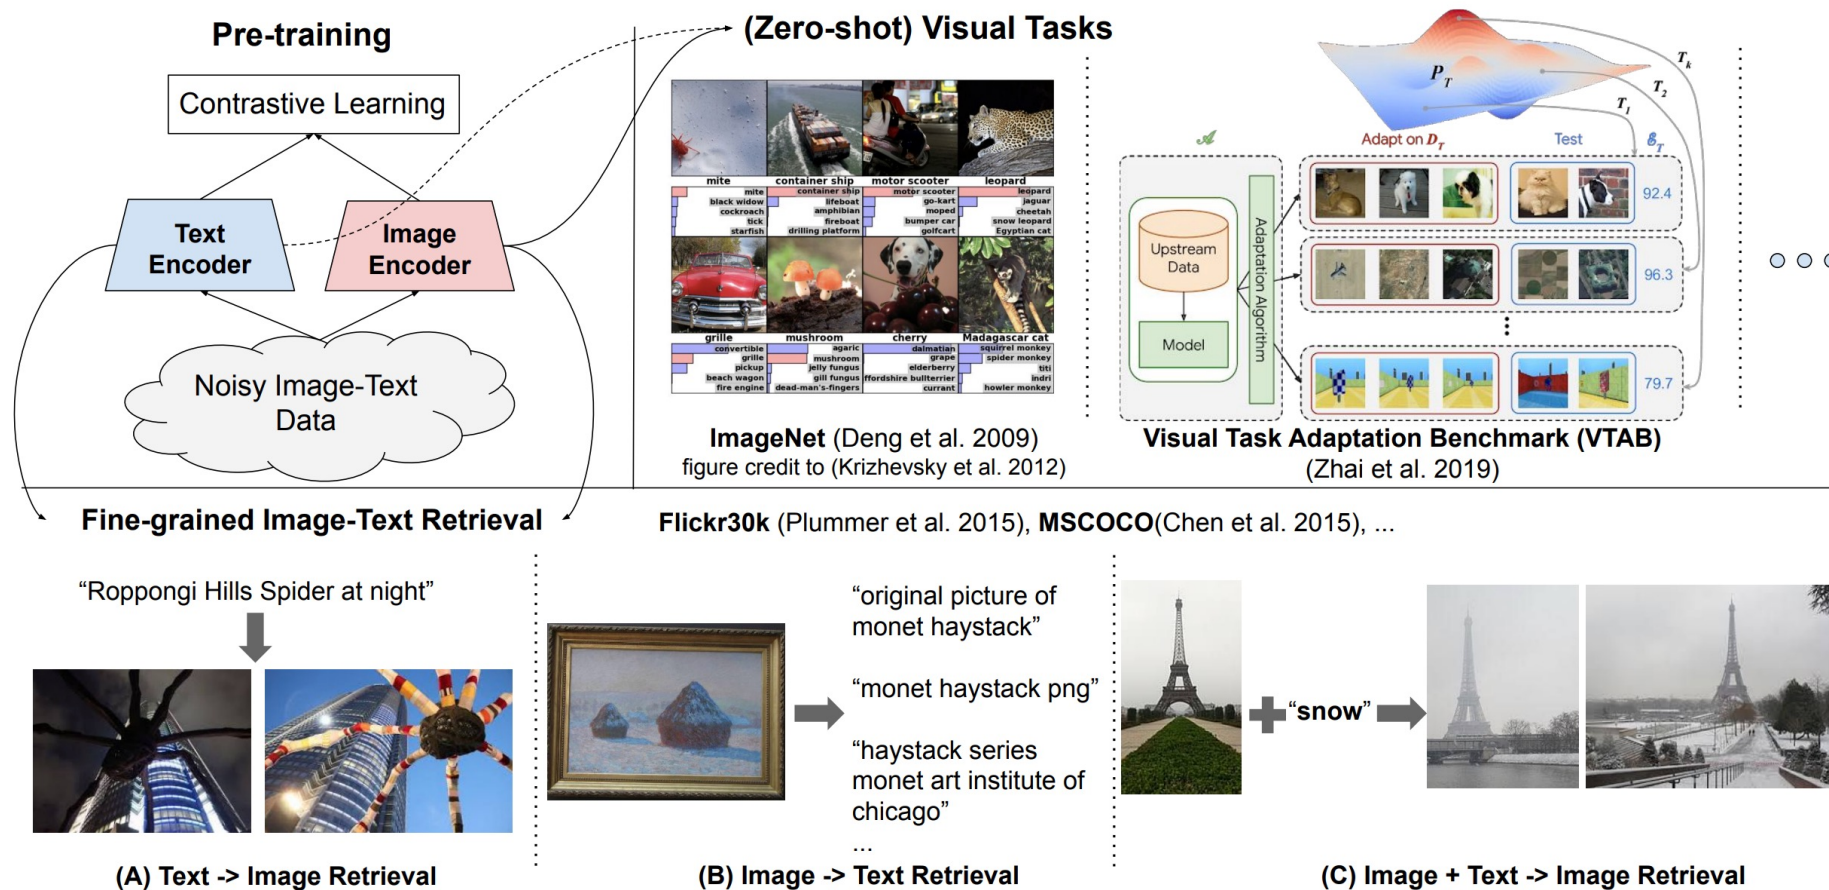 Pre-training
Contrastive Learning
Text
Encoder
Image
Encoder
Noisy Image-Text
Data
(Zero-shot) Visual Tasks
mite
container ship
motor scooter
leopard
mite
black widow
cockroach
tick
starfish
container ship
lifeboat
amphibian
fireboat
drilling platform
motor scooter
go-kart
moped
bumper car
golfcart
leopard
jaguar
cheetah
snow leopard
Egyptian cat
grille
mushroom
cherry
Madagascar cat
convertible
grille
pickup
beach wagon
fire engine
agaric
mushroom
jelly fungus
gill fungus
dead-man's-fingers
dalmatian
grape
elderberry
ffordshire bullterrier
currant
squirrel monkey
spider monkey
titi
indri
howler monkey
ImageNet (Deng et al. 2009)
figure credit to (Krizhevsky et al. 2012)
P_T
T_k
T_2
T_1
𝒜
Adapt on D_T
Test
ℰ_T
Upstream
Data
Model
Adaptation Algorithm
92.4
96.3
79.7
Visual Task Adaptation Benchmark (VTAB)
(Zhai et al. 2019)
Fine-grained Image-Text Retrieval
Flickr30k (Plummer et al. 2015), MSCOCO(Chen et al. 2015), ...
“Roppongi Hills Spider at night”
(A) Text -> Image Retrieval
“original picture of
monet haystack”
“monet haystack png”
“haystack series
monet art institute of
chicago”
...
(B) Image -> Text Retrieval
“snow”
(C) Image + Text -> Image Retrieval